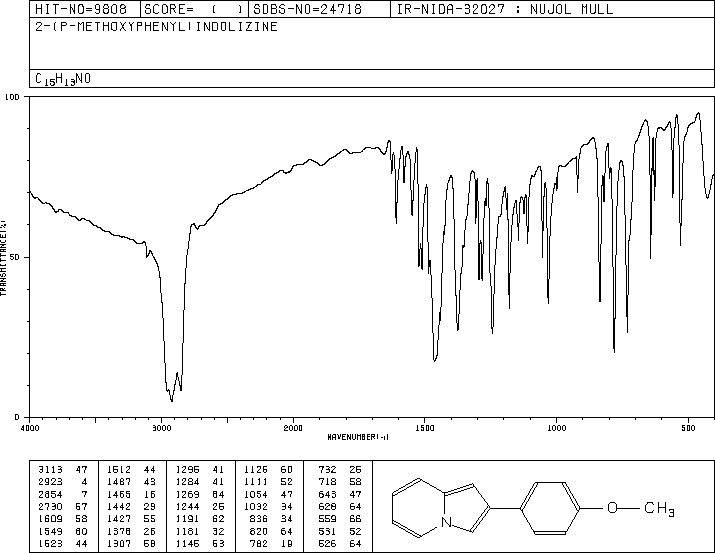 HIT-NO=9808 SCORE= ( ) SDBS-NO=24718 IR-NIDA-32027 : NUJOL MULL
2-(P-METHOXYPHENYL)INDOLIZINE
C15H13NO
100
50
0
TRANSMITTANCE(%)
4000 3000 2000 1500 1000 500
WAVENUMBER(-1)
3113 47 1512 44 1296 41 1126 60 732 26
2923 4 1487 43 1284 41 1111 52 718 58
2854 7 1465 16 1269 64 1054 47 643 47
2730 57 1442 29 1244 25 1032 34 628 64
1609 58 1427 55 1191 62 836 34 559 66
1549 60 1378 26 1181 32 820 64 531 52
1523 44 1307 58 1146 53 782 19 526 64
N O CH3